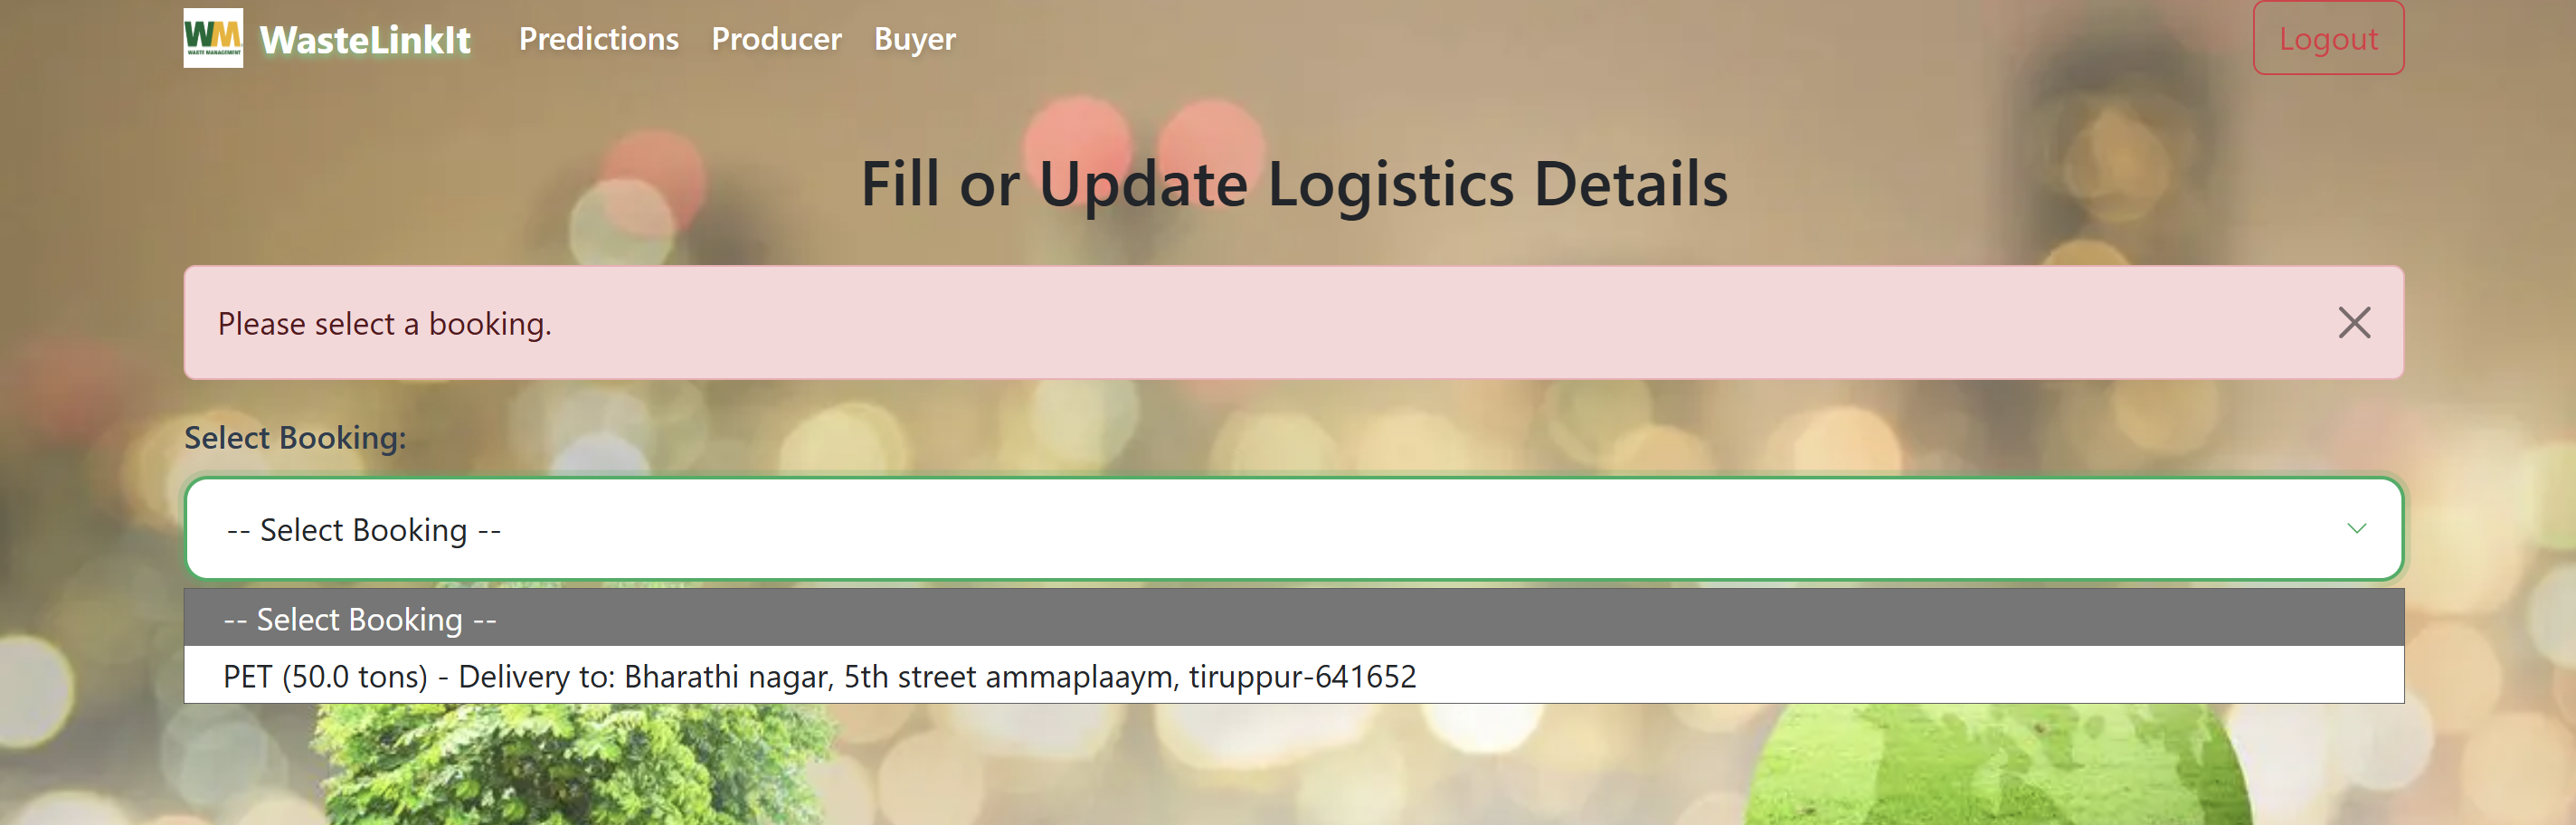 WM
WASTE MANAGEMENT
WasteLinkIt Predictions Producer Buyer Logout
Fill or Update Logistics Details
Please select a booking.
Select Booking:
-- Select Booking --
-- Select Booking --
PET (50.0 tons) - Delivery to: Bharathi nagar, 5th street ammaplaaym, tiruppur-641652